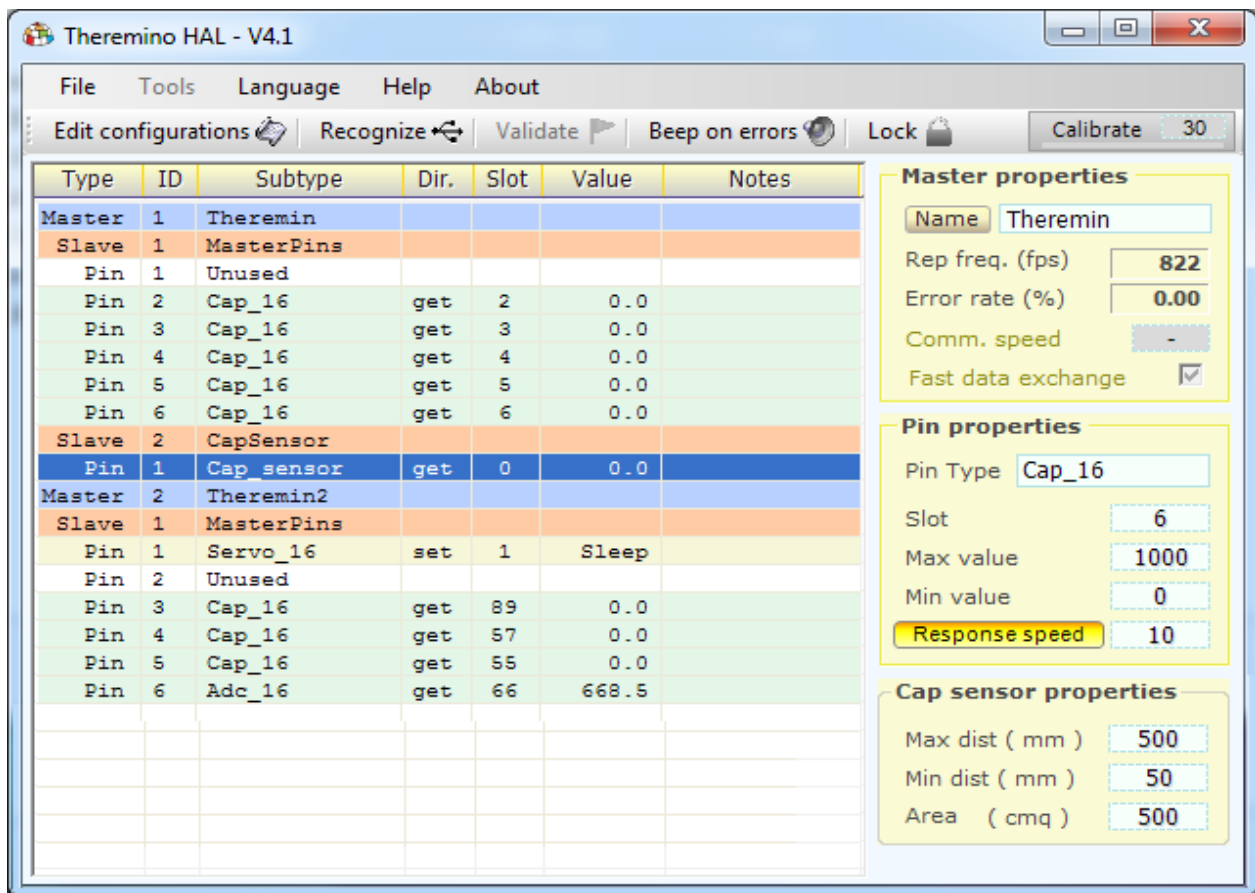 Theremino HAL - V4.1
File Tools Language Help About
Edit configurations Recognize Validate Beep on errors Lock Calibrate 30
Type ID Subtype Dir. Slot Value Notes
Master 1 Theremin
Slave 1 MasterPins
Pin 1 Unused
Pin 2 Cap_16 get 2 0.0
Pin 3 Cap_16 get 3 0.0
Pin 4 Cap_16 get 4 0.0
Pin 5 Cap_16 get 5 0.0
Pin 6 Cap_16 get 6 0.0
Slave 2 CapSensor
Pin 1 Cap_sensor get 0 0.0
Master 2 Theremin2
Slave 1 MasterPins
Pin 1 Servo_16 set 1 Sleep
Pin 2 Unused
Pin 3 Cap_16 get 89 0.0
Pin 4 Cap_16 get 57 0.0
Pin 5 Cap_16 get 55 0.0
Pin 6 Adc_16 get 66 668.5
Master properties
Name Theremin
Rep freq. (fps) 822
Error rate (%) 0.00
Comm. speed -
Fast data exchange
Pin properties
Pin Type Cap_16
Slot 6
Max value 1000
Min value 0
Response speed 10
Cap sensor properties
Max dist ( mm ) 500
Min dist ( mm ) 50
Area ( cmq ) 500